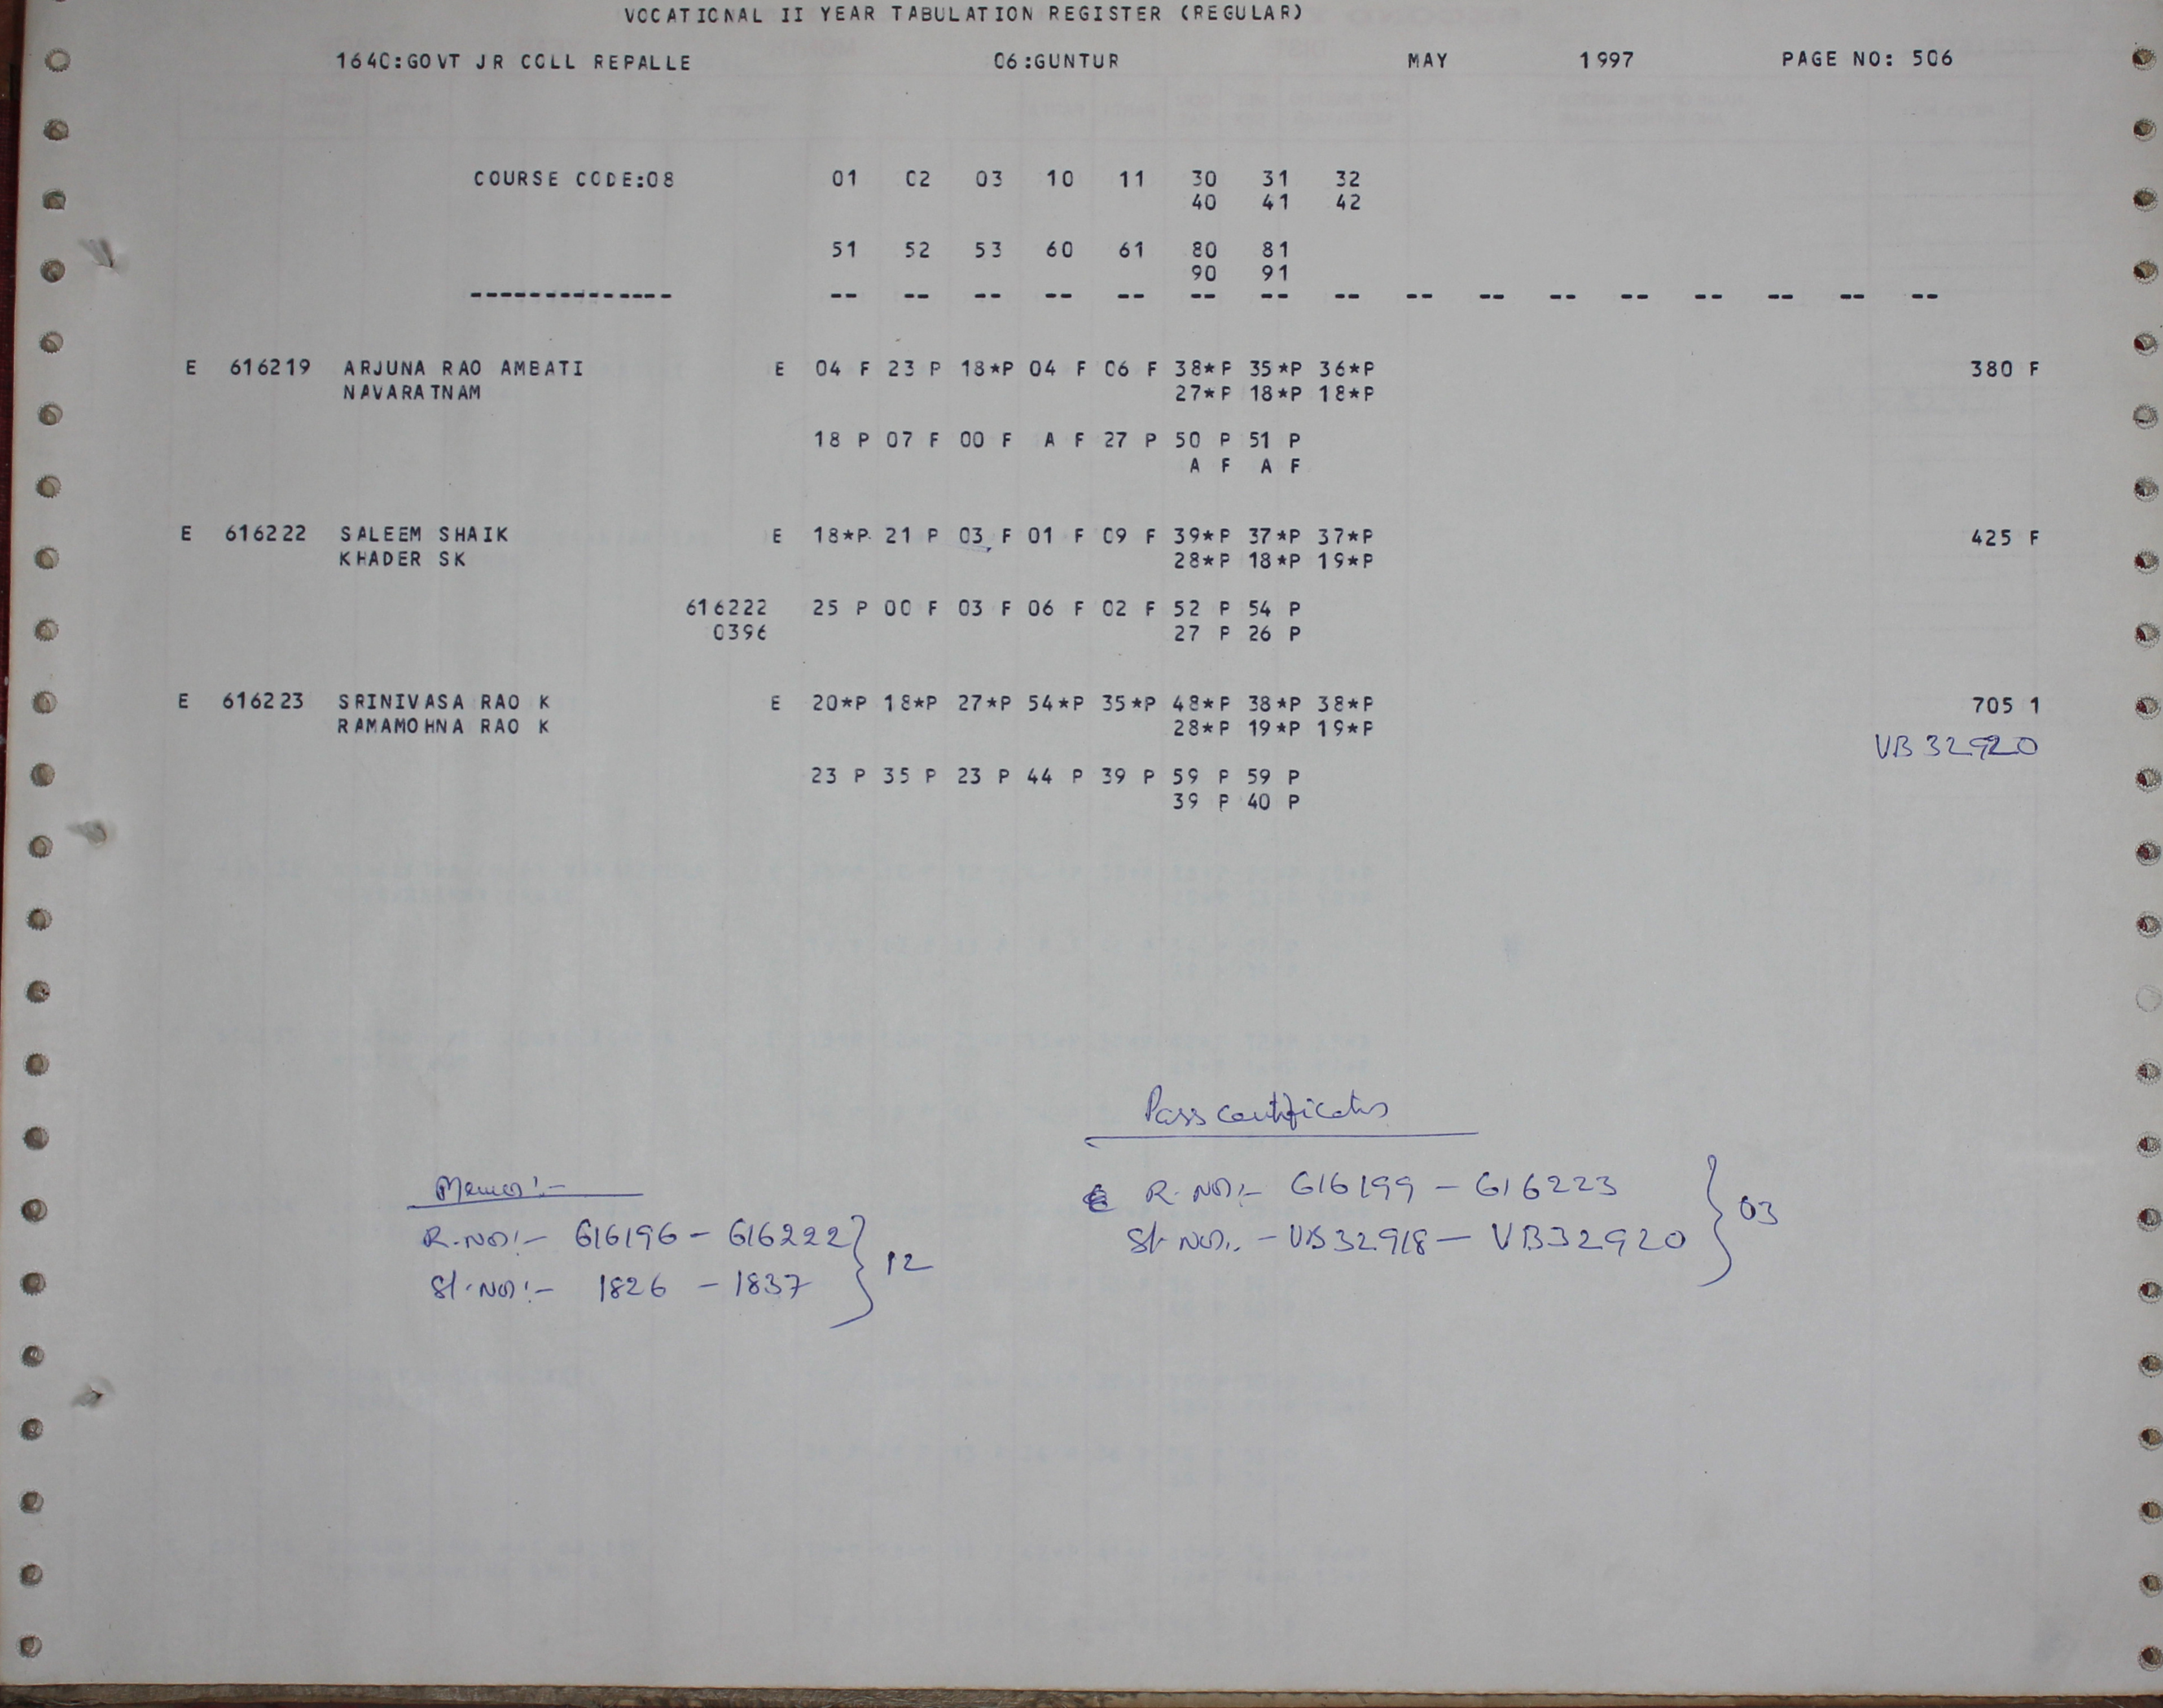 VOCATIONAL II YEAR TABULATION REGISTER (REGULAR)
1640:GOVT JR COLL REPALLE 06:GUNTUR MAY 1997 PAGE NO: 506
COURSE CODE:08 01 02 03 10 11 30 31 32
40 41 42
51 52 53 60 61 80 81
90 91
-------------- -- -- -- -- -- -- -- -- -- -- -- -- -- -- -- --
E 616219 ARJUNA RAO AMBATI E 04 F 23 P 18*P 04 F 06 F 38*P 35*P 36*P 380 F
NAVARATNAM 27*P 18*P 18*P
18 P 07 F 00 F A F 27 P 50 P 51 P
A F A F
E 616222 SALEEM SHAIK E 18*P 21 P 03 F 01 F 09 F 39*P 37*P 37*P 425 F
KHADER SK 28*P 18*P 19*P
616222 25 P 00 F 03 F 06 F 02 F 52 P 54 P
0396 27 P 26 P
E 616223 SRINIVASA RAO K E 20*P 18*P 27*P 54*P 35*P 48*P 38*P 38*P 705 1
RAMAMOHNA RAO K 28*P 19*P 19*P
VB 32920
23 P 35 P 23 P 44 P 39 P 59 P 59 P
39 P 40 P
Pass certificates
R.NO:- 616199 - 616223
Sl NO:. - VB32918 - VB32920 } 03
Memos:-
R.NO:- 616196 - 616222
Sl.NO:- 1826 - 1837 } 12